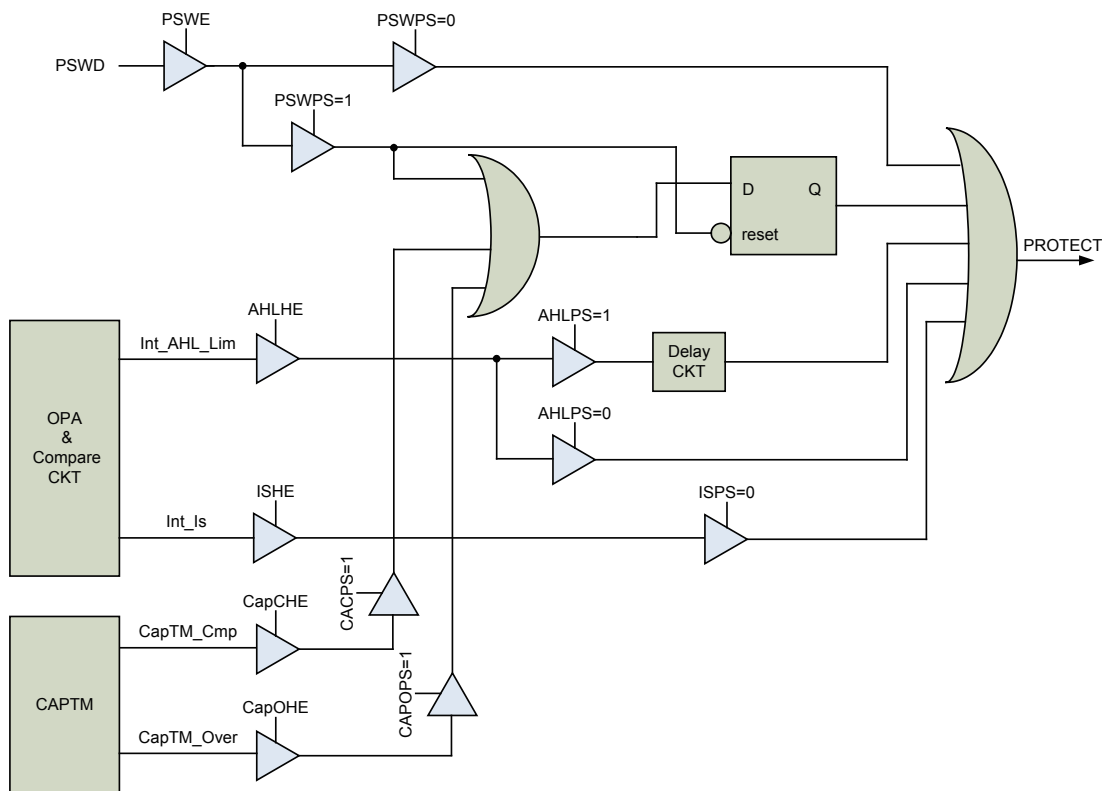 PSWE
PSWPS=0
PSWD
PSWPS=1
D Q
reset
PROTECT
AHLHE
AHLPS=1
Int_AHL_Lim
Delay
CKT
OPA
&
Compare
CKT
AHLPS=0
ISHE
ISPS=0
Int_Is
CACPS=1
CapCHE
CapTM_Cmp
CAPOPS=1
CAPTM
CapOHE
CapTM_Over